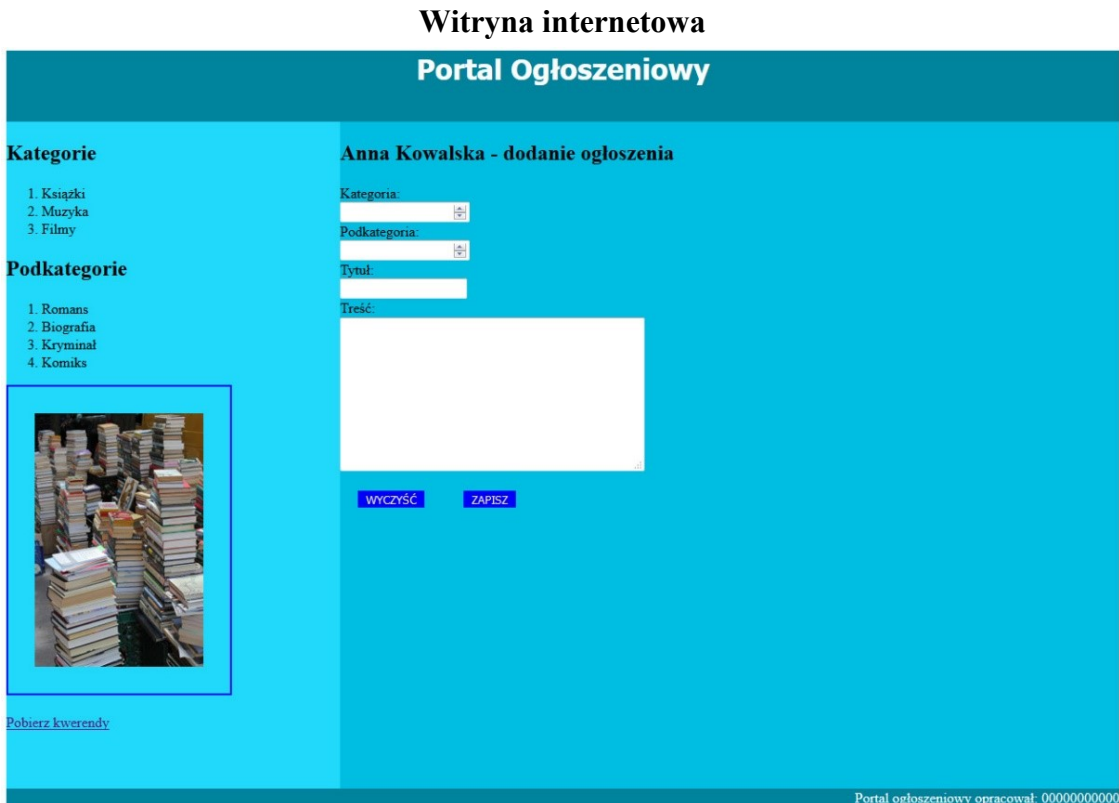 Witryna internetowa
Portal Ogłoszeniowy
Kategorie
1. Książki
2. Muzyka
3. Filmy
Podkategorie
1. Romans
2. Biografia
3. Kryminał
4. Komiks
Pobierz kwerendy
Anna Kowalska - dodanie ogłoszenia
Kategoria:
Podkategoria:
Tytuł:
Treść:
WYCZYŚĆ ZAPISZ
Portal ogłoszeniowy opracował: 00000000000